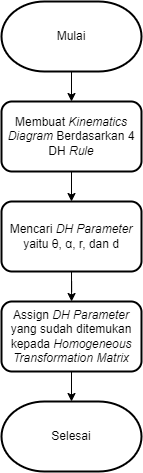 Mulai
Membuat Kinematics
Diagram Berdasarkan 4
DH Rule
Mencari DH Parameter
yaitu θ, α, r, dan d
Assign DH Parameter
yang sudah ditemukan
kepada Homogeneous
Transformation Matrix
Selesai